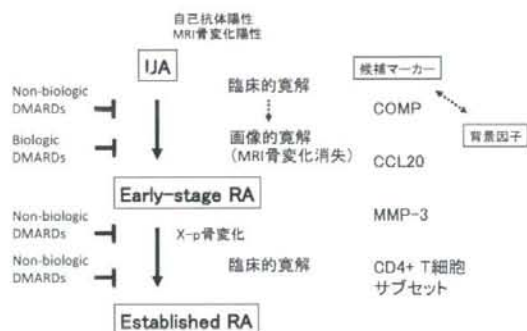 自己抗体陽性
MRI骨変化陽性
IJA
候補マーカー
Non-biologic
DMARDs
臨床的寛解
COMP
背景因子
Biologic
DMARDs
画像的寛解
(MRI骨変化消失)
CCL20
Early-stage RA
Non-biologic
DMARDs
X-p骨変化
MMP-3
Non-biologic
DMARDs
臨床的寛解
CD4+ T細胞
サブセット
Established RA